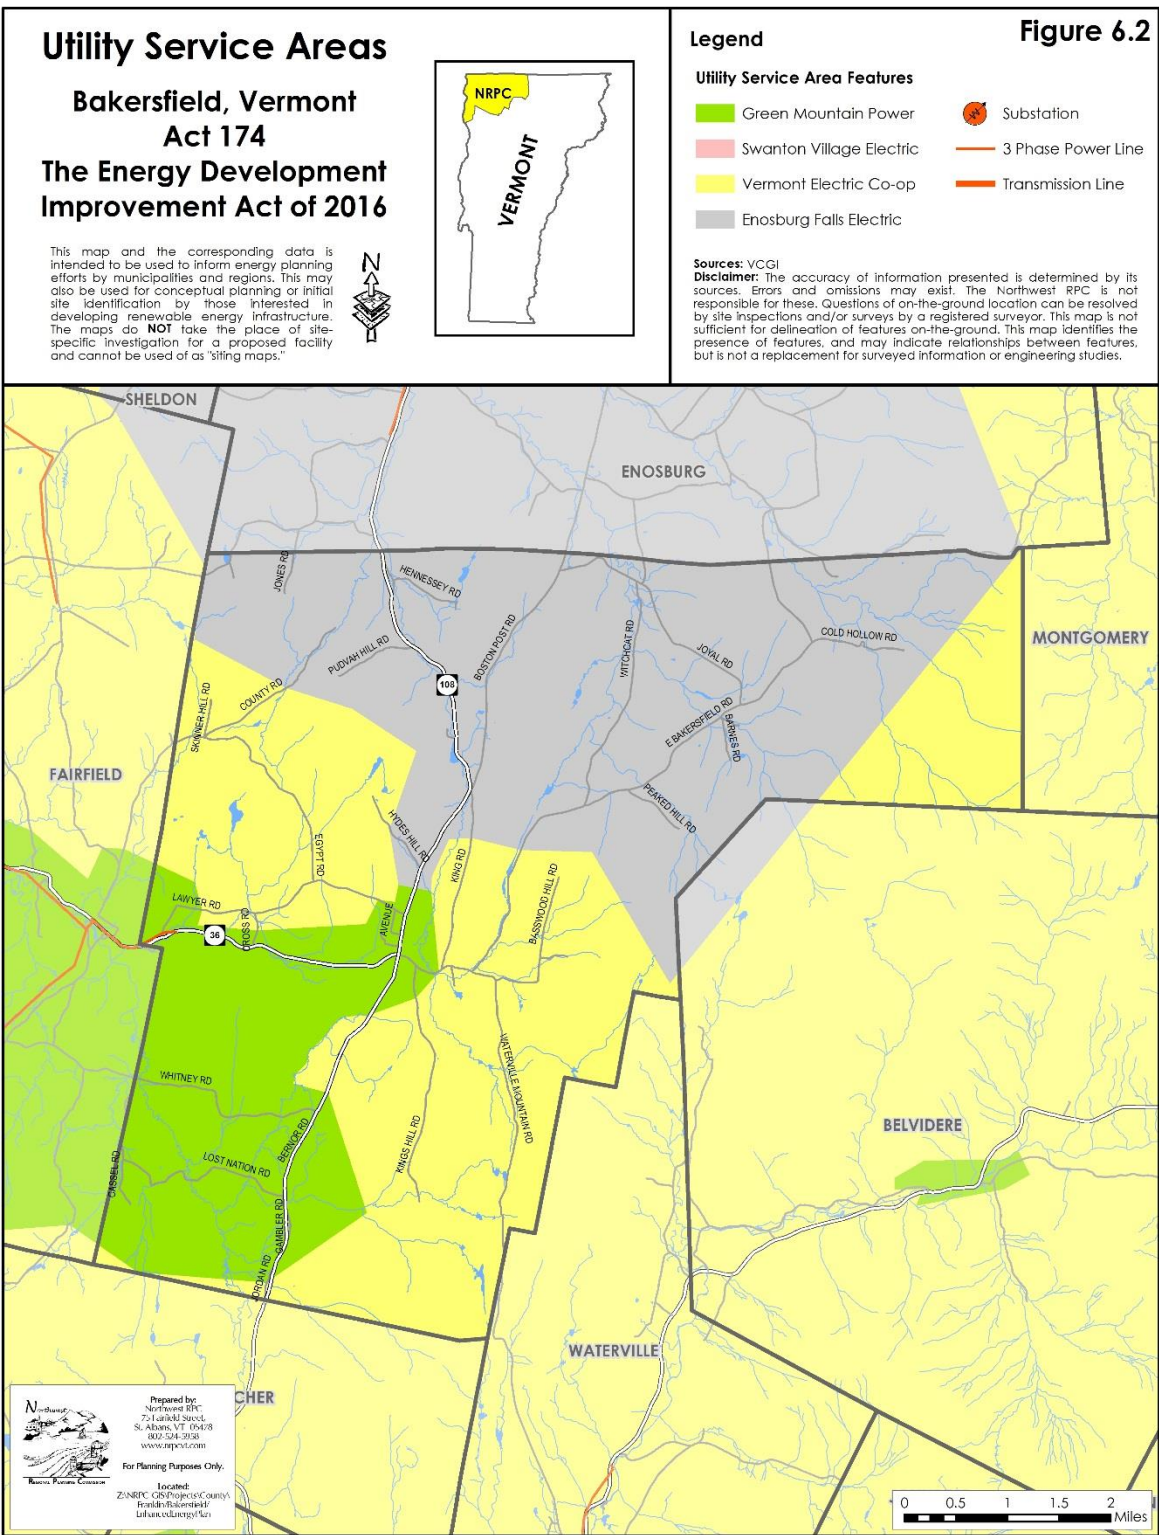 Utility Service Areas
Bakersfield, Vermont
Act 174
The Energy Development
Improvement Act of 2016
This map and the corresponding data is
intended to be used to inform energy planning
efforts by municipalities and regions. This may
also be used for conceptual planning or initial
site identification by those interested in
developing renewable energy infrastructure.
The maps do NOT take the place of site-
specific investigation for a proposed facility
and cannot be used of as "siting maps."
N
NRPC
VERMONT
Figure 6.2
Legend
Utility Service Area Features
Green Mountain Power
Swanton Village Electric
Vermont Electric Co-op
Enosburg Falls Electric
Substation
3 Phase Power Line
Transmission Line
Sources: VCGI
Disclaimer: The accuracy of information presented is determined by its
sources. Errors and omissions may exist. The Northwest RPC is not
responsible for these. Questions of on-the-ground location can be resolved
by site inspections and/or surveys by a registered surveyor. This map is not
sufficient for delineation of features on-the-ground. This map identifies the
presence of features, and may indicate relationships between features,
but is not a replacement for surveyed information or engineering studies.
SHELDON
ENOSBURG
JONES RD
HENNESSEY RD
BOSTON POST RD
WITCHCAT RD
JOYAL RD
COLD HOLLOW RD
MONTGOMERY
PUDVAH HILL RD
108
COUNTY RD
SKINNER HILL RD
E BAKERSFIELD RD
BARNES RD
FAIRFIELD
PEAKED HILL RD
HYDES HILL RD
EGYPT RD
KING RD
BASSWOOD HILL RD
LAWYER RD
CROSS RD
AVENUE
36
WATERVILLE MOUNTAIN RD
WHITNEY RD
BERNOR RD
KINGS HILL RD
BELVIDERE
LOST NATION RD
CASSEL RD
GAMBLER RD
JORDAN RD
WATERVILLE
CHER
Northwest
REGIONAL PLANNING COMMISSION
Prepared by:
Northwest RPC
75 Fairfield Street,
St. Albans, VT 05478
802-524-5958
www.nrpcvt.com
For Planning Purposes Only.
Located:
Z:\NRPC_GIS\Projects\County\
Franklin/Bakersfield/
EnhancedEnergyPlan
0 0.5 1 1.5 2
Miles